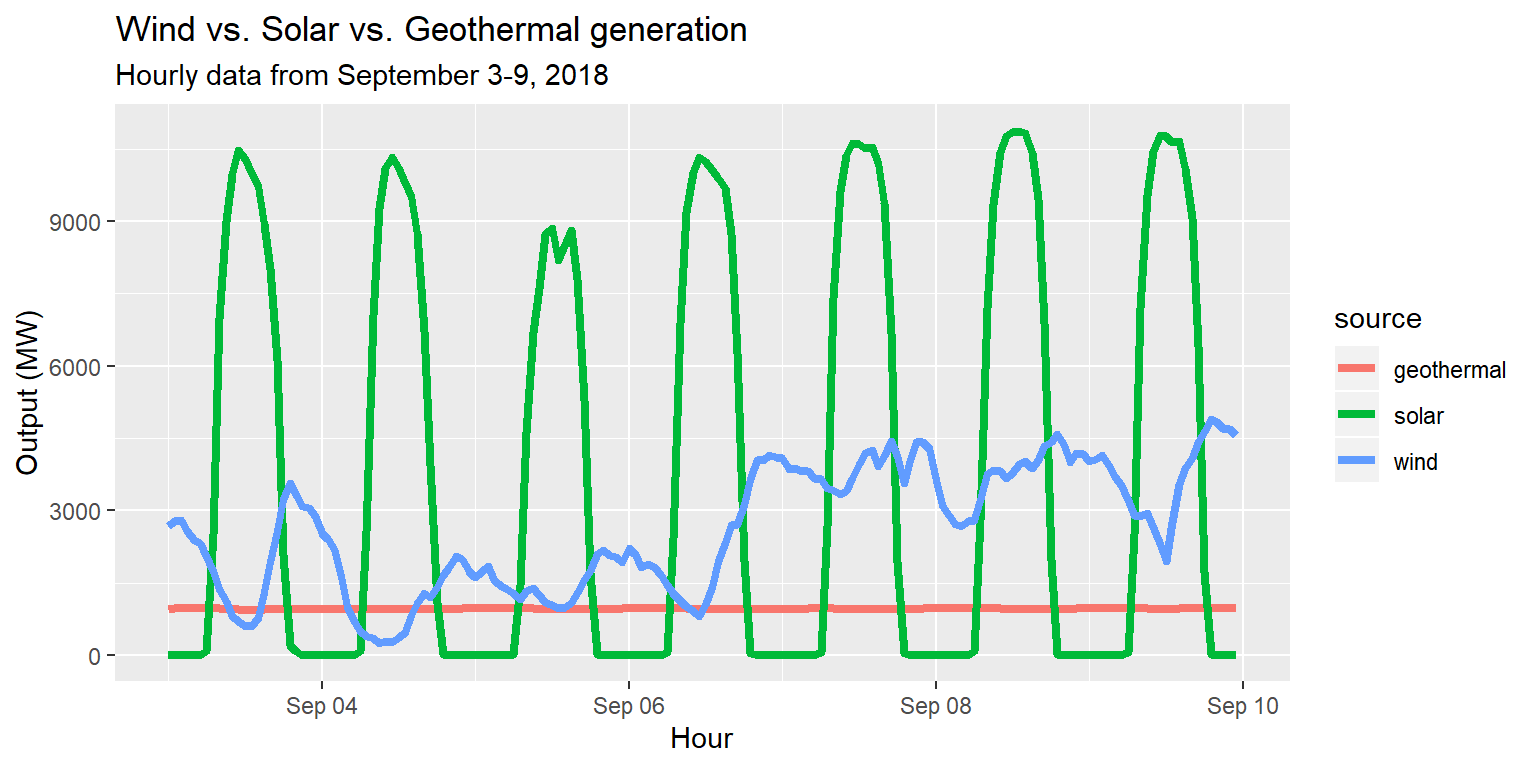 Wind vs. Solar vs. Geothermal generation
Hourly data from September 3-9, 2018
Output (MW)
9000
6000
3000
0
Sep 04
Sep 06
Sep 08
Sep 10
Hour
source
geothermal
solar
wind